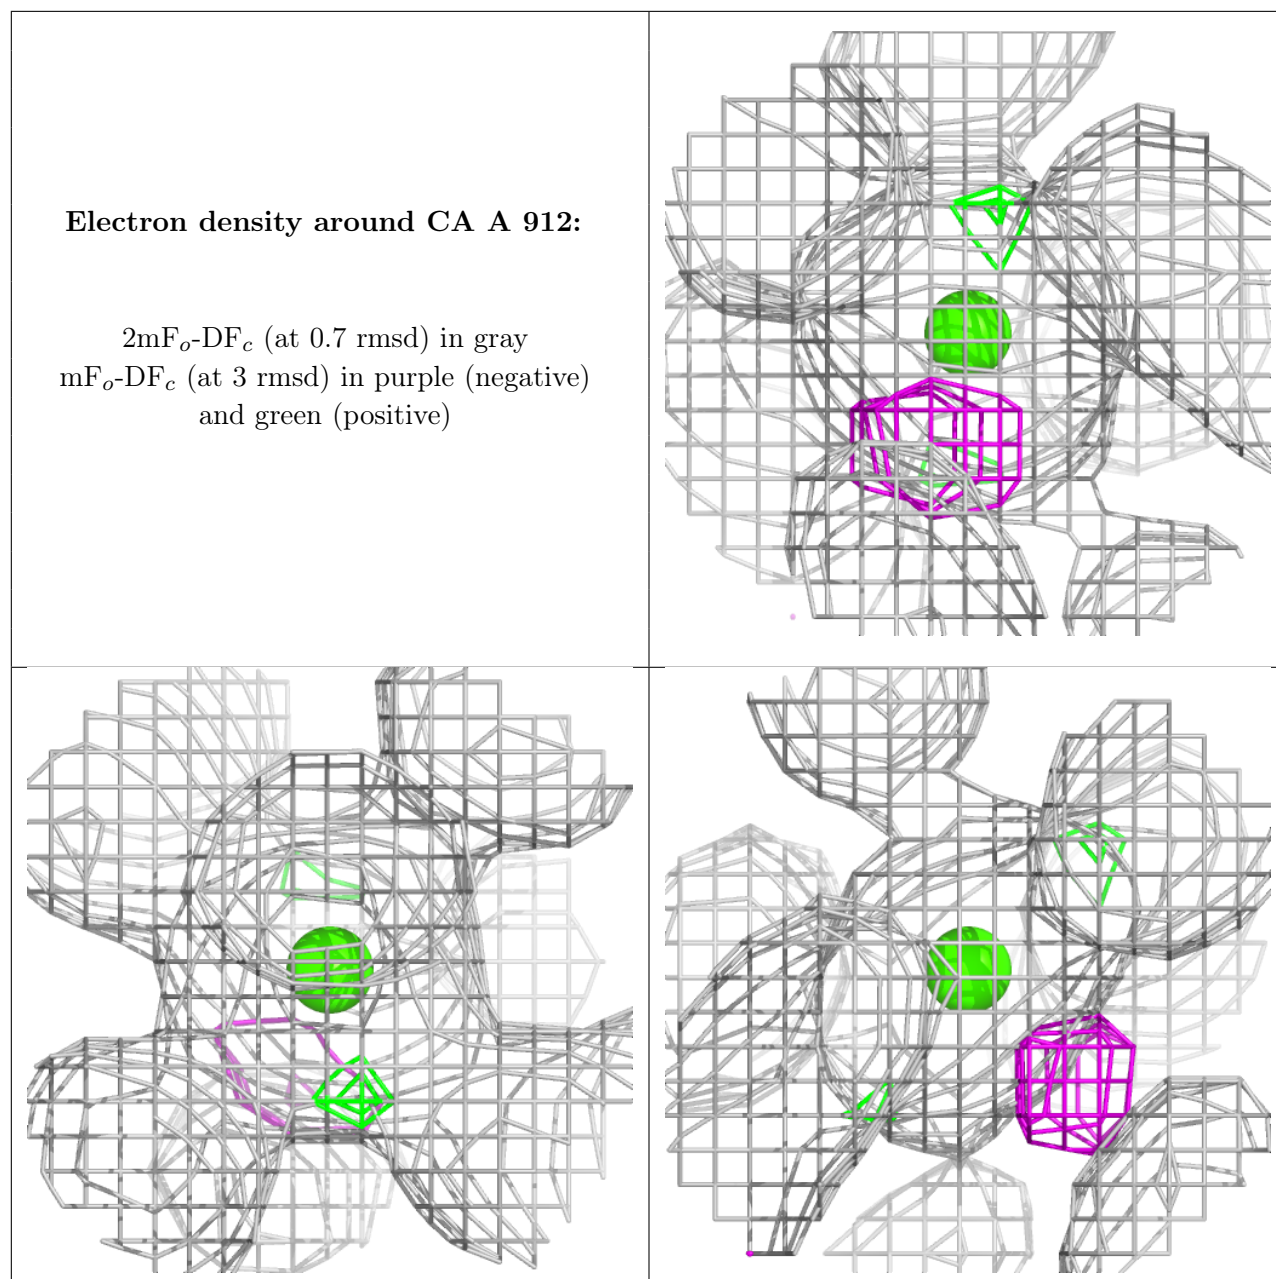 Electron density around CA A 912:
2mFo-DFc (at 0.7 rmsd) in gray
mFo-DFc (at 3 rmsd) in purple (negative)
and green (positive)